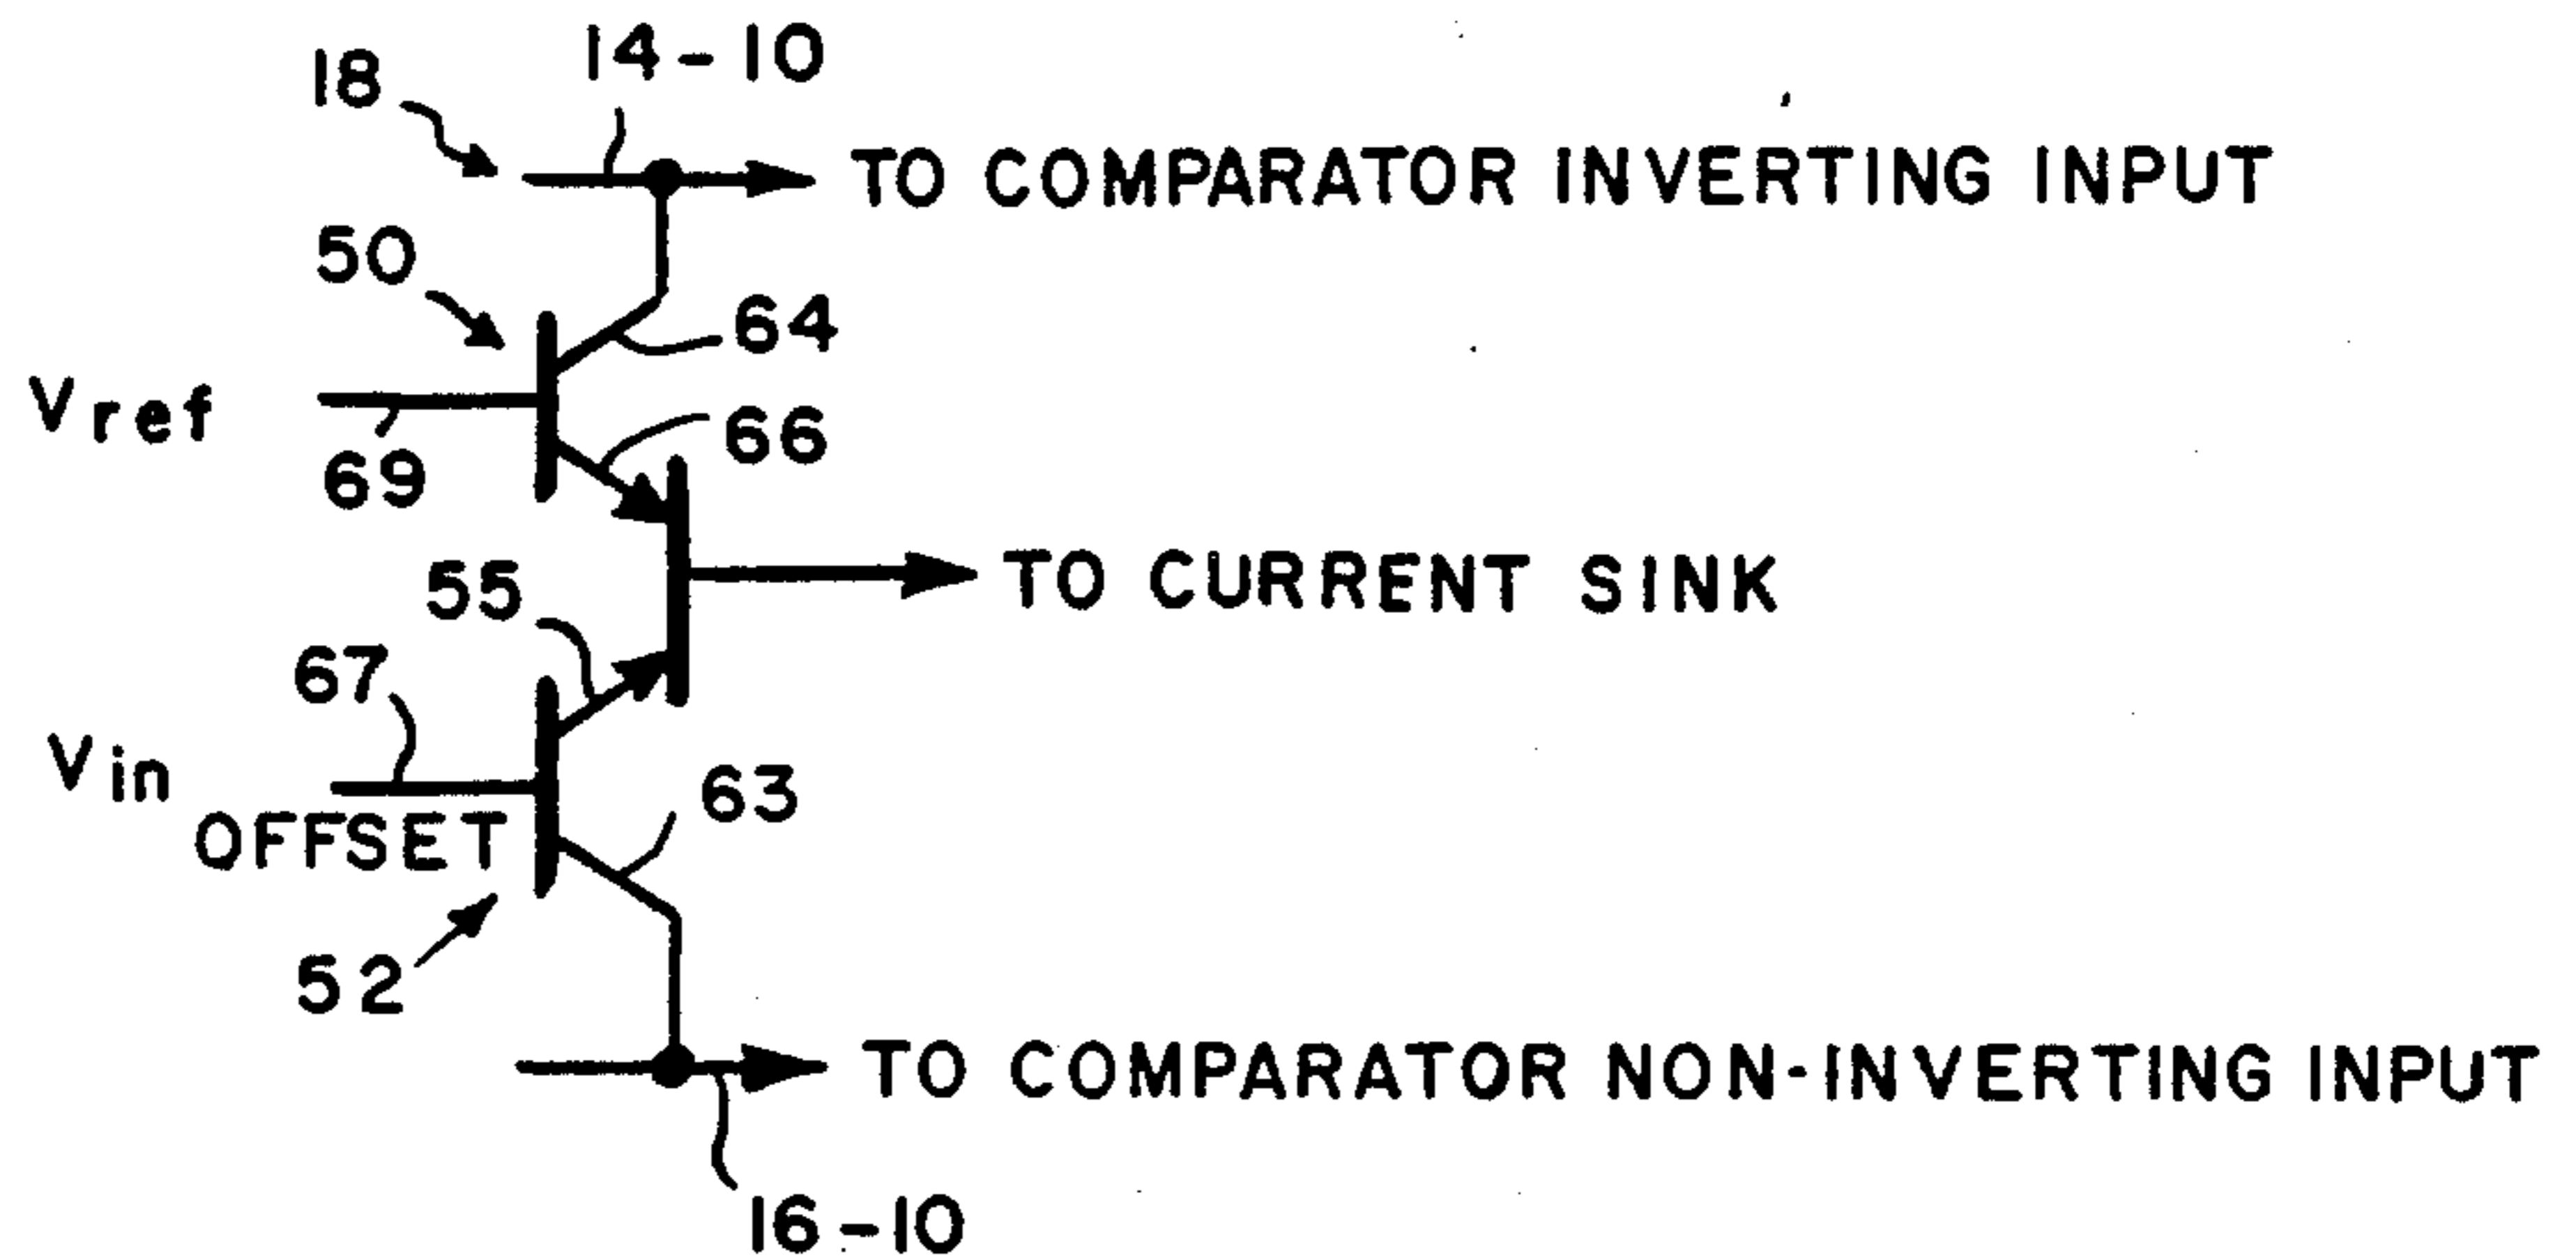 18
14-10
TO COMPARATOR INVERTING INPUT
50
64
Vref
69
66
55
TO CURRENT SINK
67
Vin
OFFSET
63
52
TO COMPARATOR NON-INVERTING INPUT
16-10